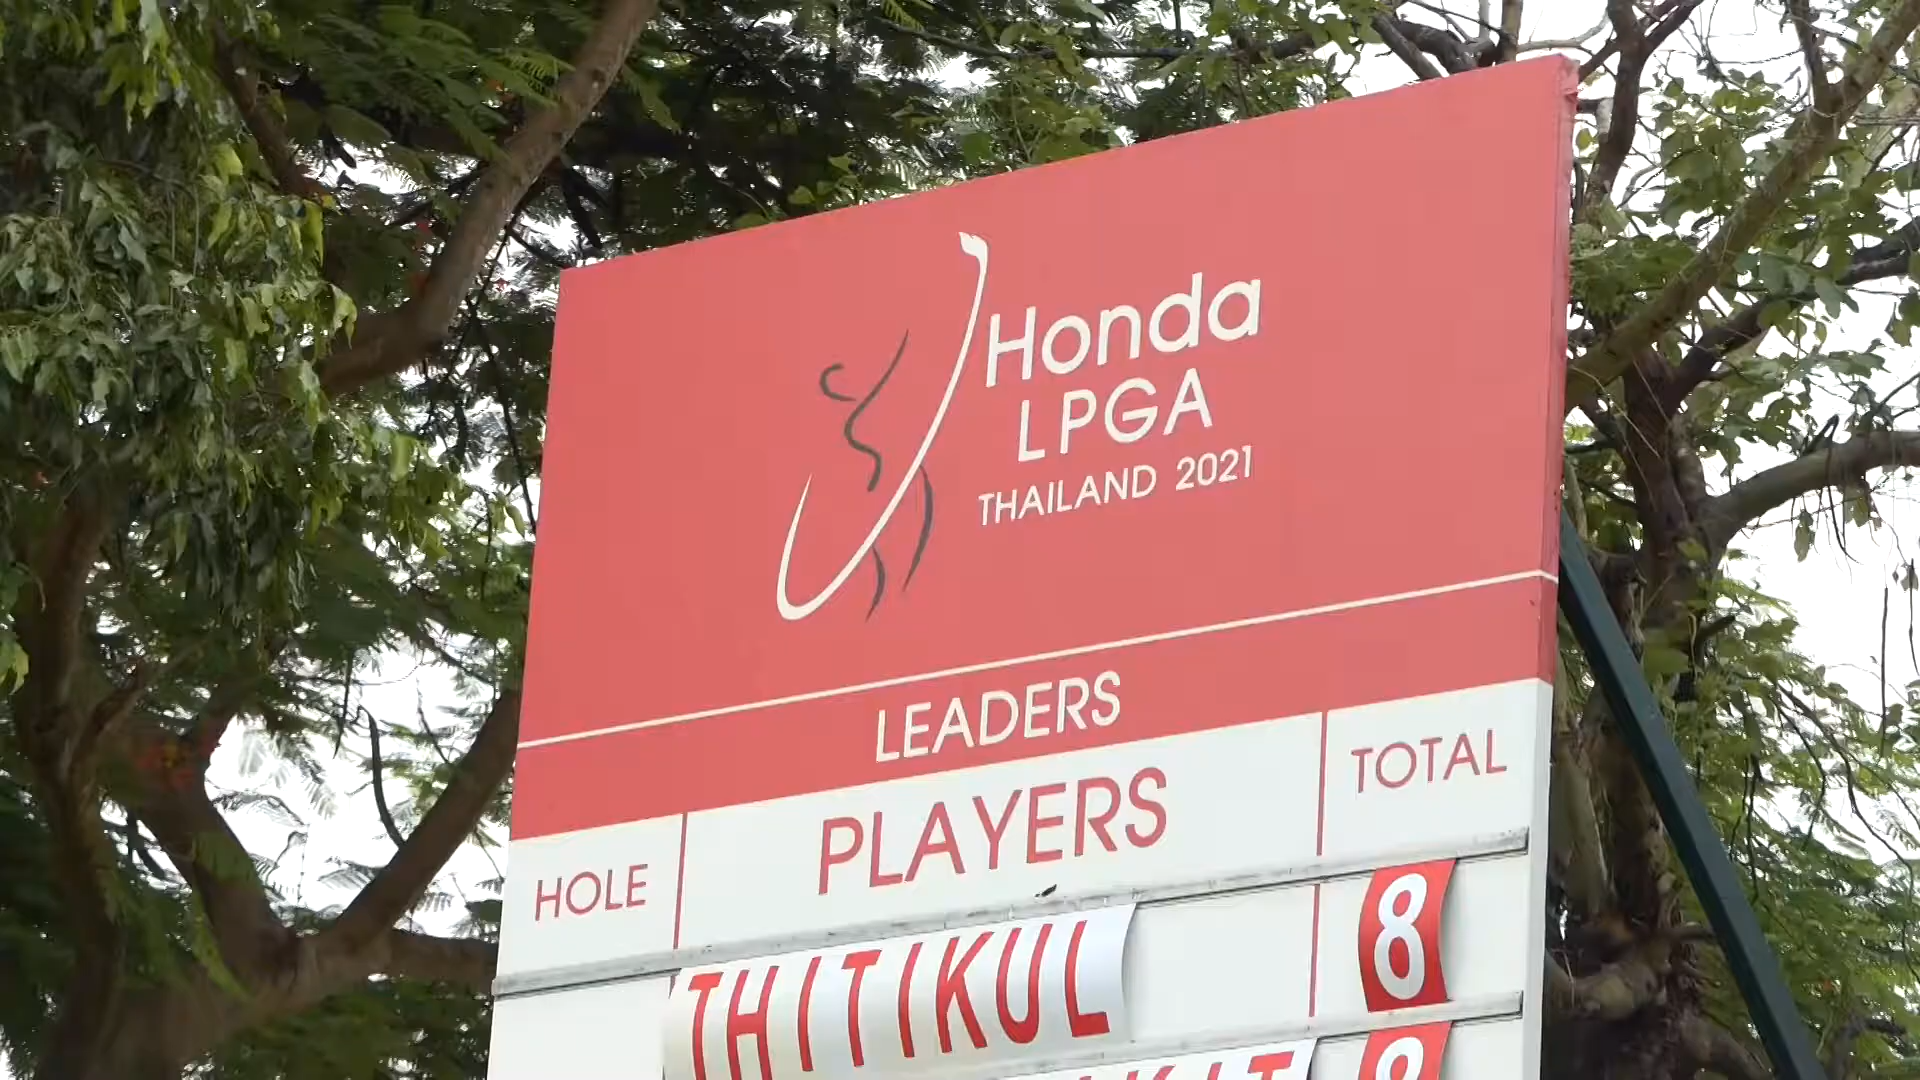 Honda
LPGA
THAILAND 2021
LEADERS
HOLE PLAYERS TOTAL
THITIKUL 8